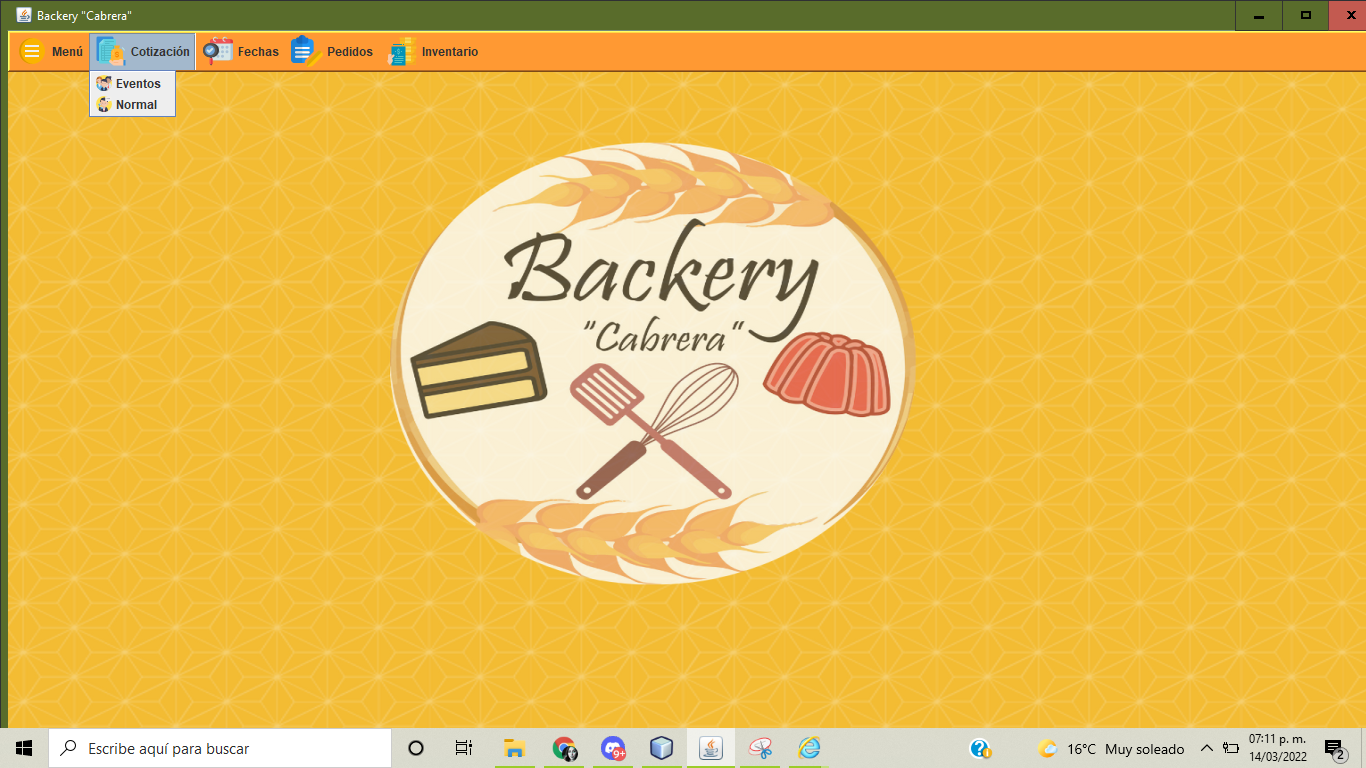 Backery "Cabrera"
Menú Cotización Fechas Pedidos Inventario
Eventos
Normal
Backery
"Cabrera"
Escribe aquí para buscar
9+
16°C Muy soleado
07:11 p. m.
14/03/2022
2